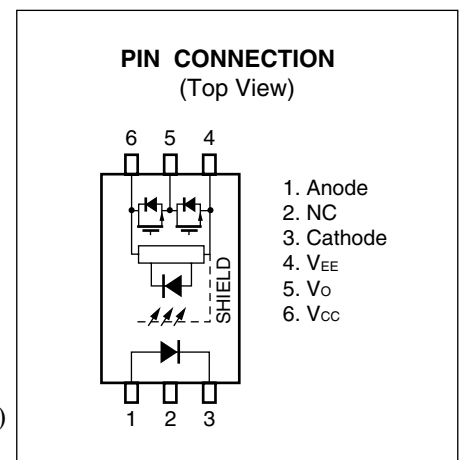 PIN CONNECTION
(Top View)
6 5 4
1. Anode
2. NC
3. Cathode
4. VEE
5. VO
6. VCC
SHIELD
)
1 2 3